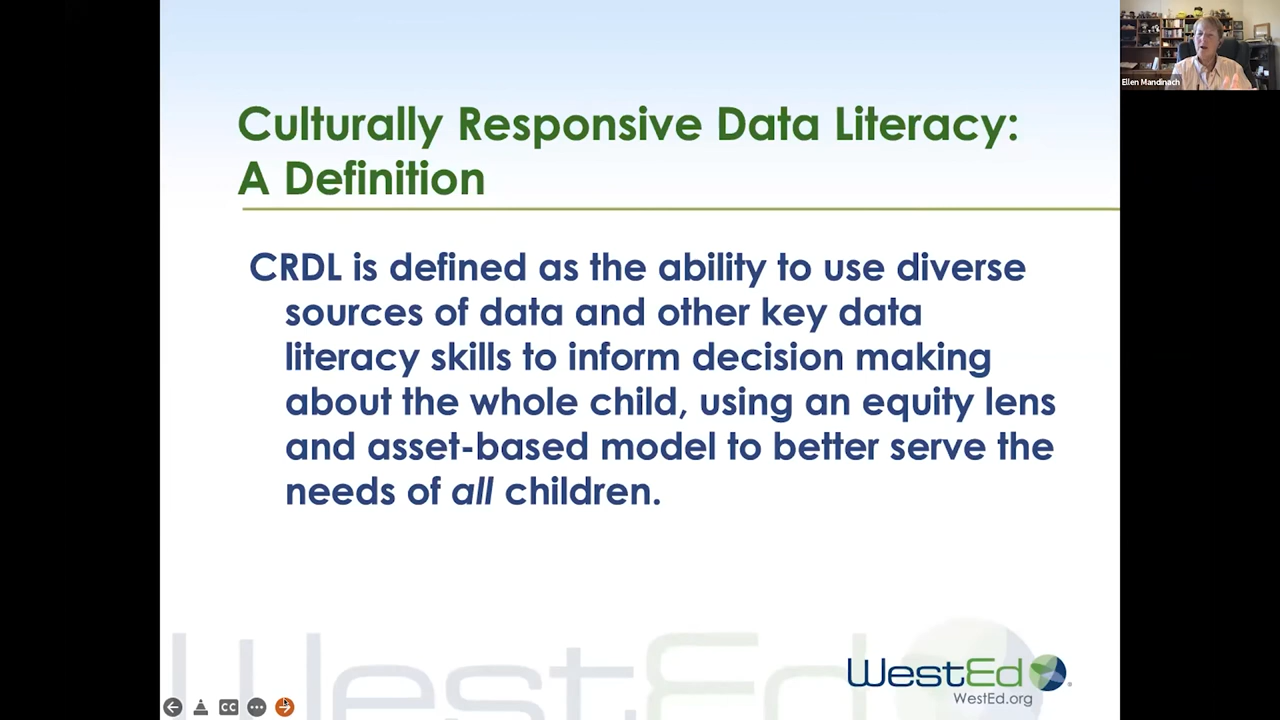 Culturally Responsive Data Literacy:
A Definition
CRDL is defined as the ability to use diverse
sources of data and other key data
literacy skills to inform decision making
about the whole child, using an equity lens
and asset-based model to better serve the
needs of all children.
WestEd
WestEd
WestEd.org
CC
Ellen Mandinach